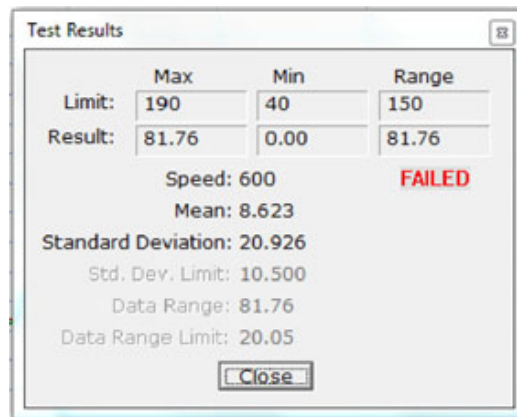 Test Results
Max Min Range
Limit: 190 40 150
Result: 81.76 0.00 81.76
Speed: 600 FAILED
Mean: 8.623
Standard Deviation: 20.926
Std. Dev. Limit: 10.500
Data Range: 81.76
Data Range Limit: 20.05
Close